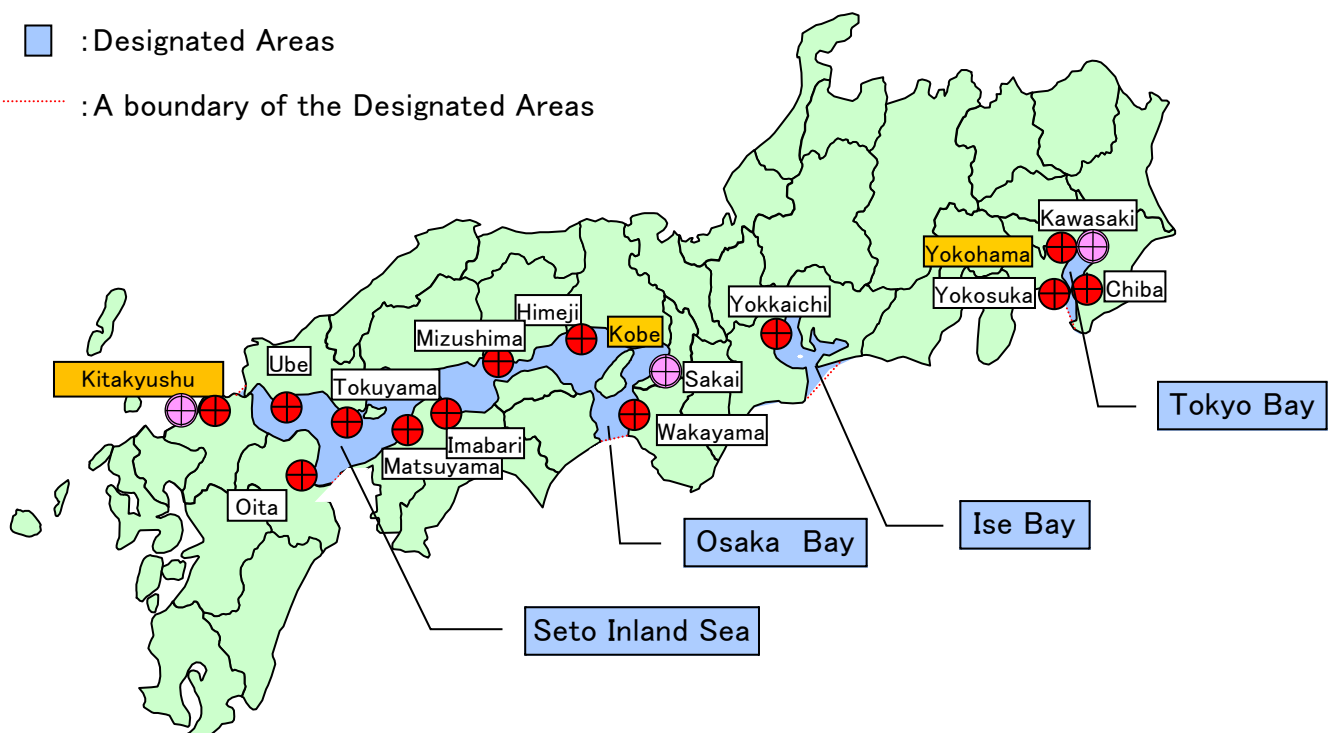 :Designated Areas
:A boundary of the Designated Areas
Kawasaki
Yokohama
Yokosuka
Chiba
Yokkaichi
Himeji
Kobe
Mizushima
Ube
Kitakyushu
Tokuyama
Sakai
Tokyo Bay
Wakayama
Imabari
Matsuyama
Oita
Ise Bay
Osaka Bay
Seto Inland Sea